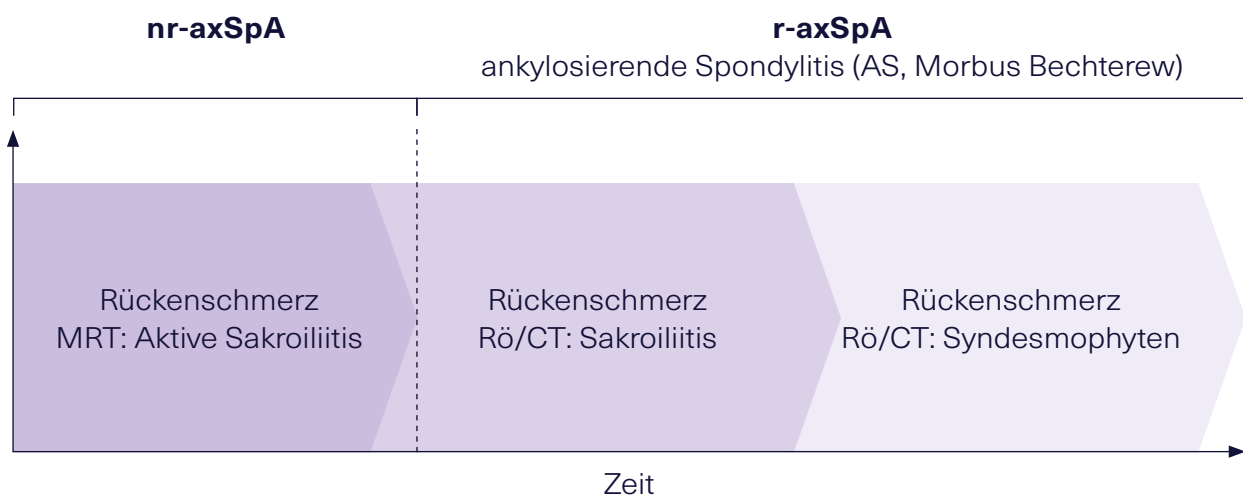 nr-axSpA
r-axSpA
ankylosierende Spondylitis (AS, Morbus Bechterew)
Rückenschmerz
MRT: Aktive Sakroiliitis
Rückenschmerz
Rö/CT: Sakroiliitis
Rückenschmerz
Rö/CT: Syndesmophyten
Zeit